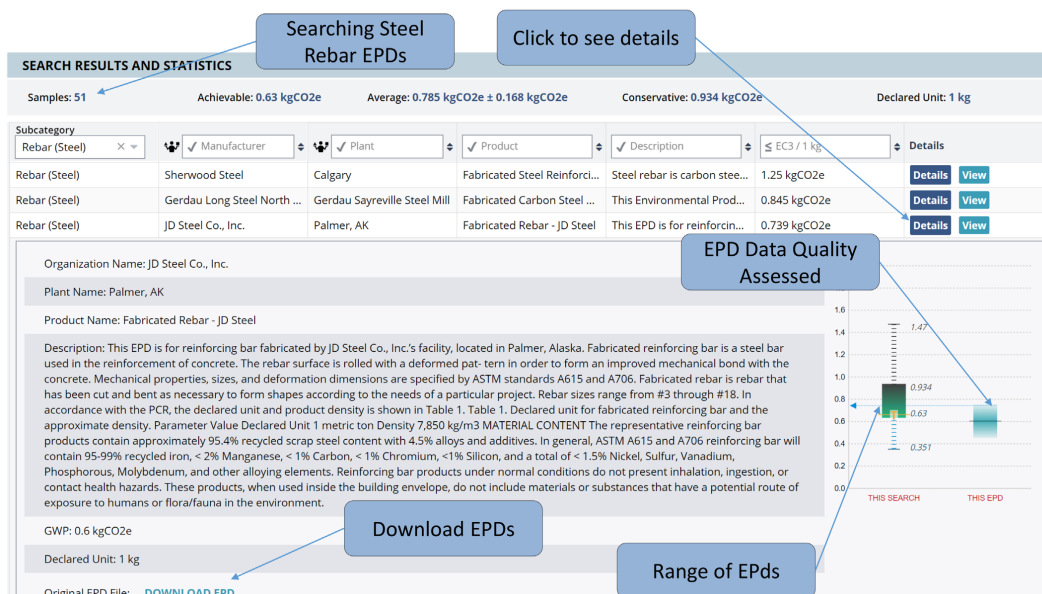 Searching Steel
Rebar EPDs
Click to see details
SEARCH RESULTS AND STATISTICS
Samples: 51 Achievable: 0.63 kgCO2e Average: 0.785 kgCO2e ± 0.168 kgCO2e Conservative: 0.934 kgCO2e Declared Unit: 1 kg
Subcategory
Rebar (Steel) Manufacturer Plant Product Description ≤ EC3 / 1 kg Details
Rebar (Steel) Sherwood Steel Calgary Fabricated Steel Reinforci... Steel rebar is carbon stee... 1.25 kgCO2e Details View
Rebar (Steel) Gerdau Long Steel North ... Gerdau Sayreville Steel Mill Fabricated Carbon Steel ... This Environmental Prod... 0.845 kgCO2e Details View
Rebar (Steel) JD Steel Co., Inc. Palmer, AK Fabricated Rebar - JD Steel This EPD is for reinforcin... 0.739 kgCO2e Details View
EPD Data Quality
Assessed
Organization Name: JD Steel Co., Inc.
Plant Name: Palmer, AK
Product Name: Fabricated Rebar - JD Steel
Description: This EPD is for reinforcing bar fabricated by JD Steel Co., Inc.'s facility, located in Palmer, Alaska. Fabricated reinforcing bar is a steel bar
used in the reinforcement of concrete. The rebar surface is rolled with a deformed pat- tern in order to form an improved mechanical bond with the
concrete. Mechanical properties, sizes, and deformation dimensions are specified by ASTM standards A615 and A706. Fabricated rebar is rebar that
has been cut and bent as necessary to form shapes according to the needs of a particular project. Rebar sizes range from #3 through #18. In
accordance with the PCR, the declared unit and product density is shown in Table 1. Table 1. Declared unit for fabricated reinforcing bar and the
approximate density. Parameter Value Declared Unit 1 metric ton Density 7,850 kg/m3 MATERIAL CONTENT The representative reinforcing bar
products contain approximately 95.4% recycled scrap steel content with 4.5% alloys and additives. In general, ASTM A615 and A706 reinforcing bar will
contain 95-99% recycled iron, < 2% Manganese, < 1% Carbon, < 1% Chromium, <1% Silicon, and a total of < 1.5% Nickel, Sulfur, Vanadium,
Phosphorous, Molybdenum, and other alloying elements. Reinforcing bar products under normal conditions do not present inhalation, ingestion, or
contact health hazards. These products, when used inside the building envelope, do not include materials or substances that have a potential route of
exposure to humans or flora/fauna in the environment.
GWP: 0.6 kgCO2e
Declared Unit: 1 kg
Original EPD File: DOWNLOAD EPD
1.6
1.4
1.2
1.0
0.8
0.6
0.4
0.2
0.0
1.47
0.934
0.63
0.351
THIS SEARCH THIS EPD
Download EPDs
Range of EPds